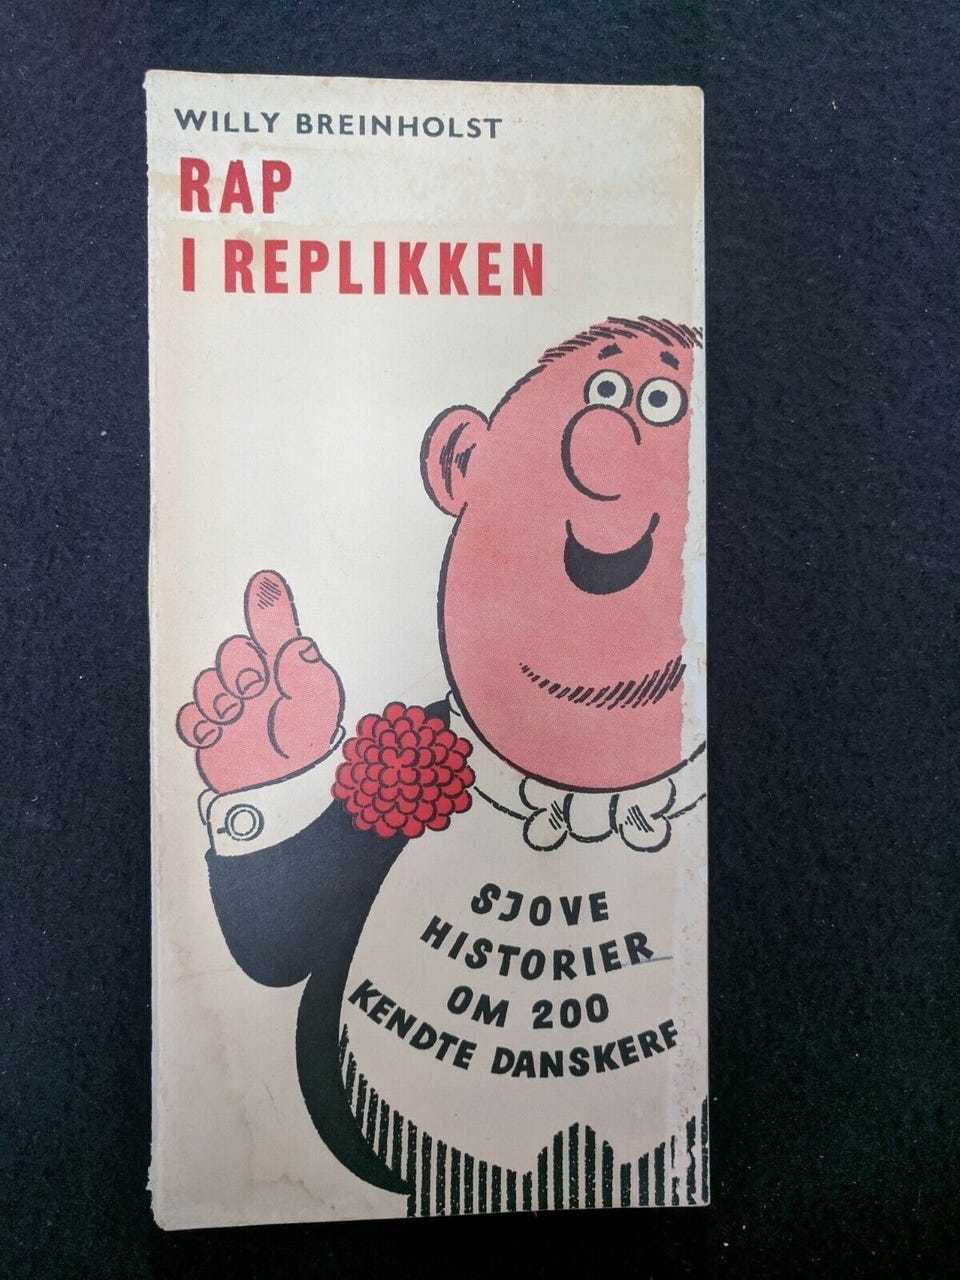 WILLY BREINHOLST
RAP
I REPLIKKEN
SJOVE
HISTORIER
OM 200
KENDTE DANSKERE